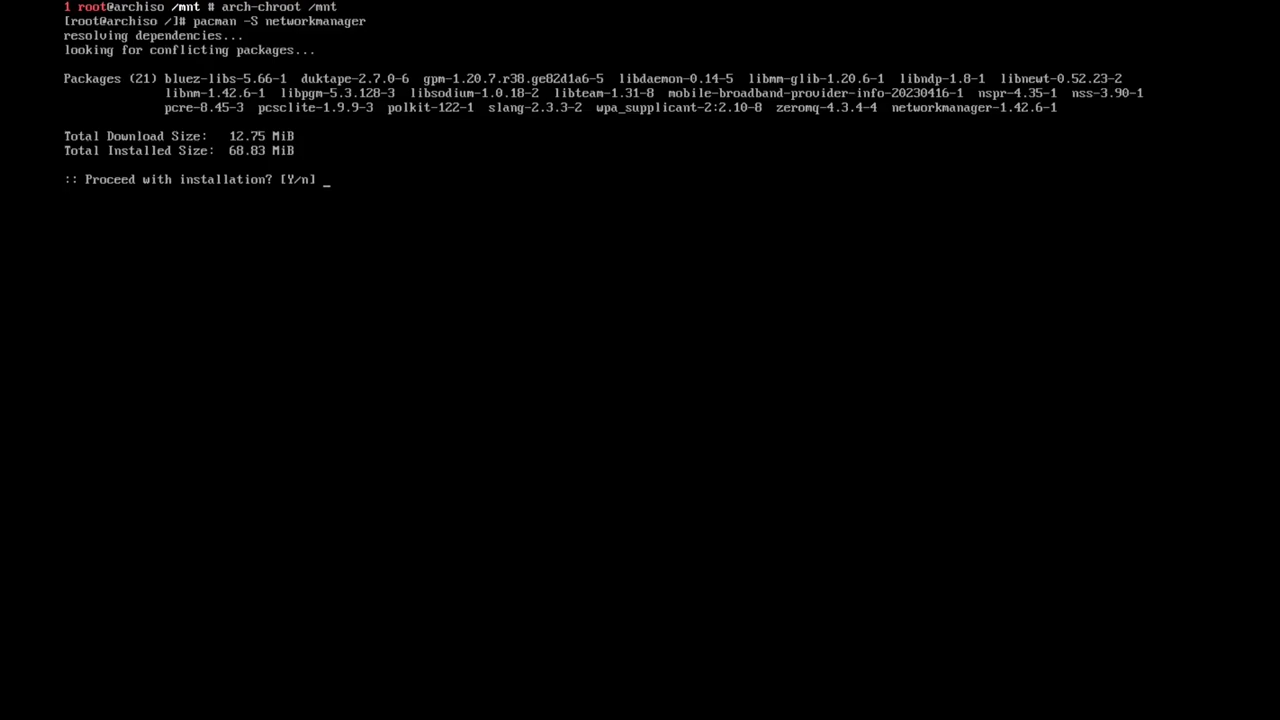 1 root@archiso /mnt # arch-chroot /mnt
[root@archiso /]# pacman -S networkmanager
resolving dependencies...
looking for conflicting packages...
Packages (21) bluez-libs-5.66-1  duktape-2.7.0-6  gpm-1.20.7.r38.ge82d1a6-5  libdaemon-0.14-5  libmm-glib-1.20.6-1  libndp-1.8-1  libnewt-0.52.23-2
libnm-1.42.6-1  libpgm-5.3.128-3  libsodium-1.0.18-2  libteam-1.31-8  mobile-broadband-provider-info-20230416-1  nspr-4.35-1  nss-3.90-1
pcre-8.45-3  pcsclite-1.9.9-3  polkit-122-1  slang-2.3.3-2  wpa_supplicant-2:2.10-8  zeromq-4.3.4-4  networkmanager-1.42.6-1
Total Download Size:   12.75 MiB
Total Installed Size:  68.83 MiB
:: Proceed with installation? [Y/n] _